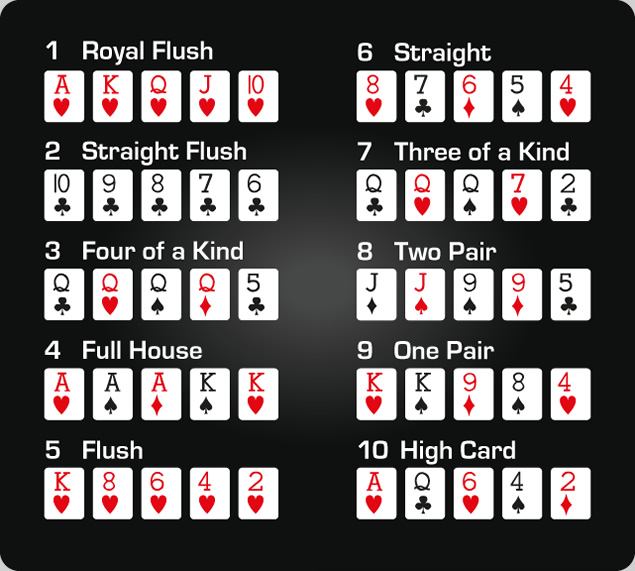 1 Royal Flush
A K Q J 10
2 Straight Flush
10 9 8 7 6
3 Four of a Kind
Q Q Q Q 5
4 Full House
A A A K K
5 Flush
K 8 6 4 2
6 Straight
8 7 6 5 4
7 Three of a Kind
Q Q Q 7 2
8 Two Pair
J J 9 9 5
9 One Pair
K K 9 8 4
10 High Card
A Q 6 4 2